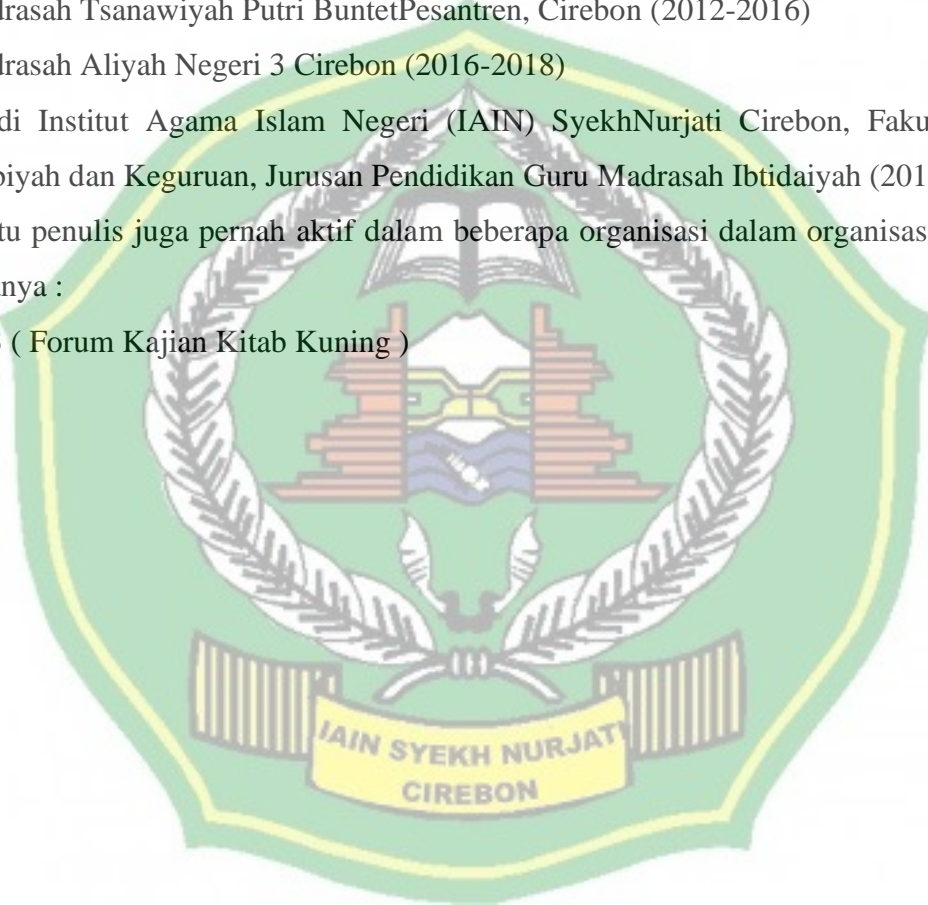 drasah Tsanawiyah Putri BuntetPesantren, Cirebon (2012-2016)
drasah Aliyah Negeri 3 Cirebon (2016-2018)
di Institut Agama Islam Negeri (IAIN) SyekhNurjati Cirebon, Faku
biyah dan Keguruan, Jurusan Pendidikan Guru Madrasah Ibtidaiyah (201
tu penulis juga pernah aktif dalam beberapa organisasi dalam organisas
anya :
( Forum Kajian Kitab Kuning )
IAIN SYEKH NURJATI
CIREBON